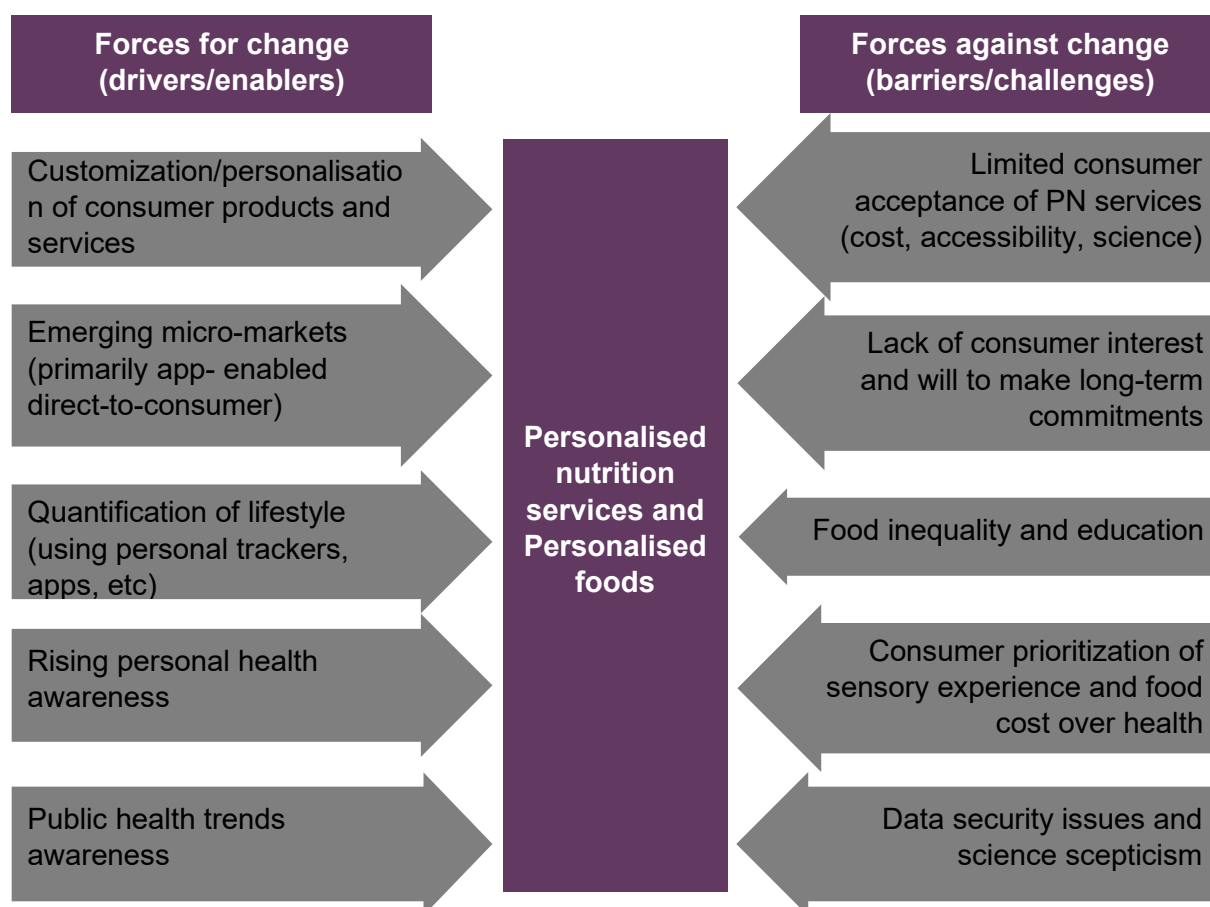 Forces for change
(drivers/enablers)
Forces against change
(barriers/challenges)
Customization/personalisatio
n of consumer products and
services
Emerging micro-markets
(primarily app- enabled
direct-to-consumer)
Quantification of lifestyle
(using personal trackers,
apps, etc)
Rising personal health
awareness
Public health trends
awareness
Personalised
nutrition
services and
Personalised
foods
Limited consumer
acceptance of PN services
(cost, accessibility, science)
Lack of consumer interest
and will to make long-term
commitments
Food inequality and education
Consumer prioritization of
sensory experience and food
cost over health
Data security issues and
science scepticism